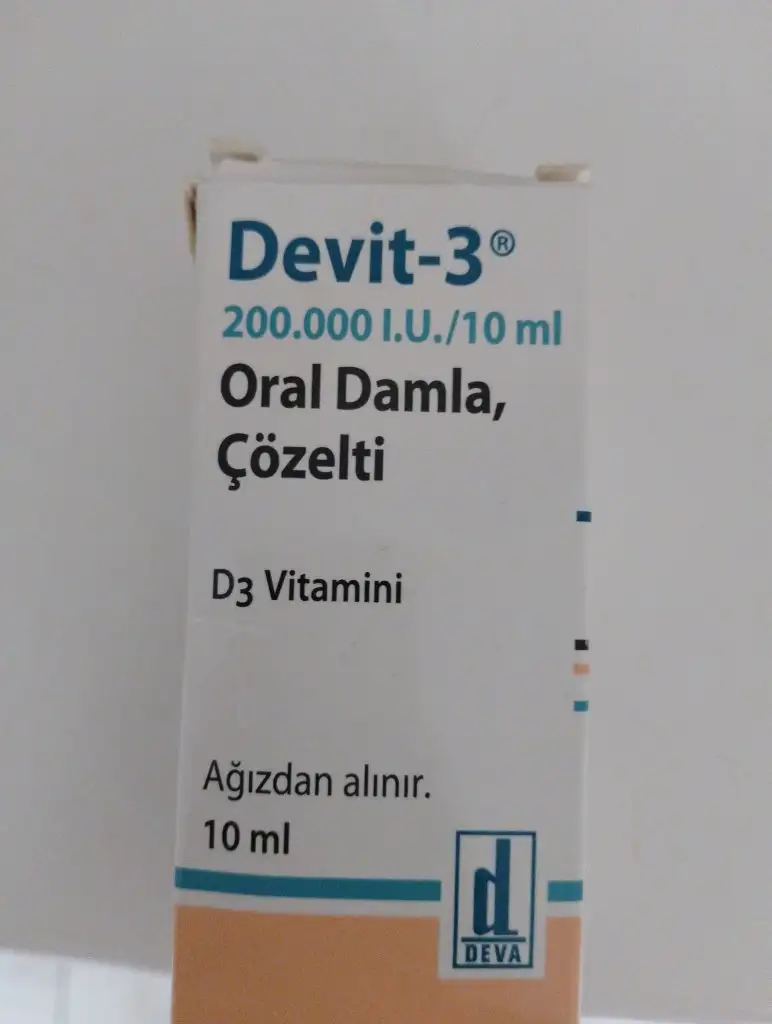 Devit-3®
200.000 I.U./10 ml
Oral Damla,
Çözelti
D3 Vitamini
Ağızdan alınır.
10 ml
d
DEVA